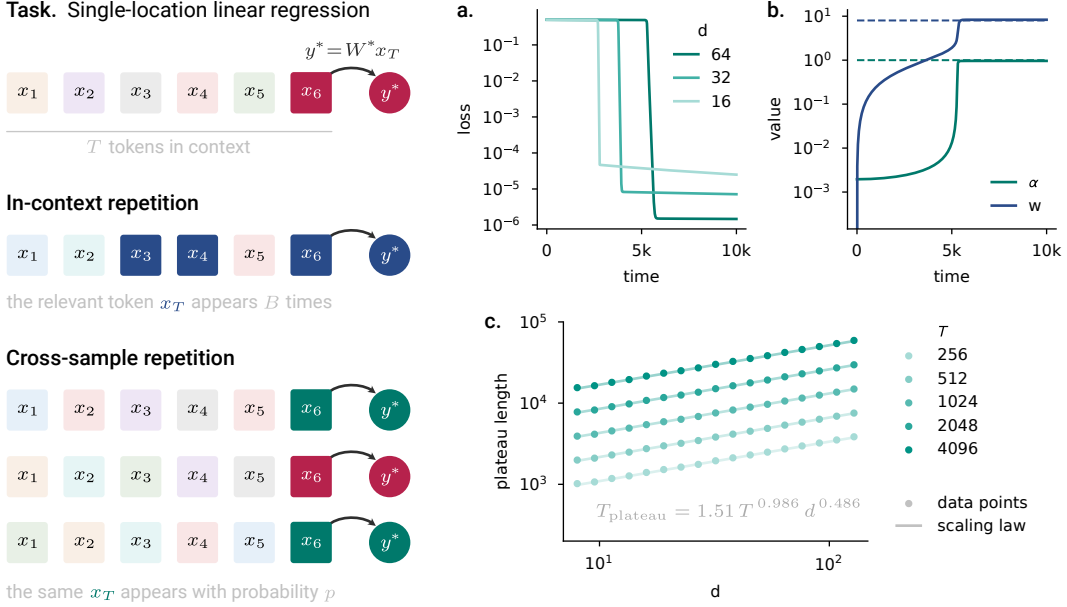 Task. Single-location linear regression
y* = W* x_T
x_1 x_2 x_3 x_4 x_5 x_6 y*
T tokens in context
In-context repetition
x_1 x_2 x_3 x_4 x_5 x_6 y*
the relevant token x_T appears B times
Cross-sample repetition
x_1 x_2 x_3 x_4 x_5 x_6 y*
x_1 x_2 x_3 x_4 x_5 x_6 y*
x_1 x_2 x_3 x_4 x_5 x_6 y*
the same x_T appears with probability p
a.
loss
10^-1
10^-2
10^-3
10^-4
10^-5
10^-6
d
64
32
16
0 5k 10k
time
b.
value
10^1
10^0
10^-1
10^-2
10^-3
α
w
0 5k 10k
time
c.
plateau length
10^5
10^4
10^3
T_plateau = 1.51 T^0.986 d^0.486
10^1 10^2
d
T
256
512
1024
2048
4096
data points
scaling law